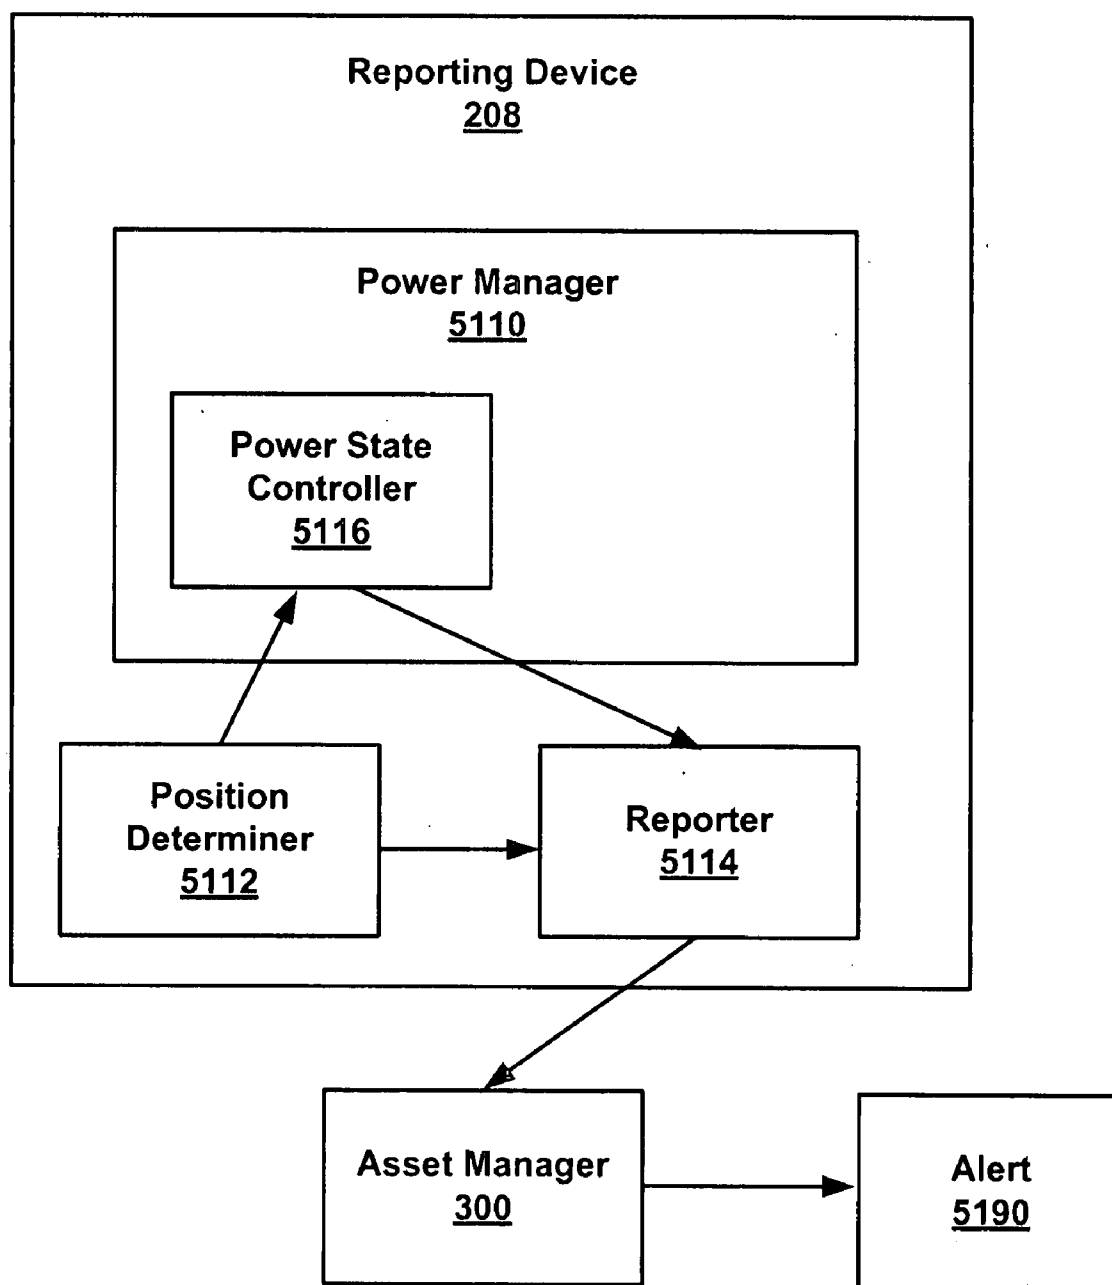 Reporting Device
208
Power Manager
5110
Power State
Controller
5116
Position
Determiner
5112
Reporter
5114
Asset Manager
300
Alert
5190